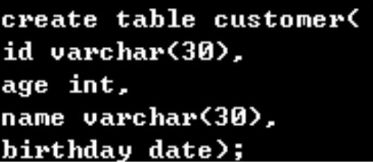 create table customer(
id varchar(30),
age int,
name varchar(30),
birthday date);